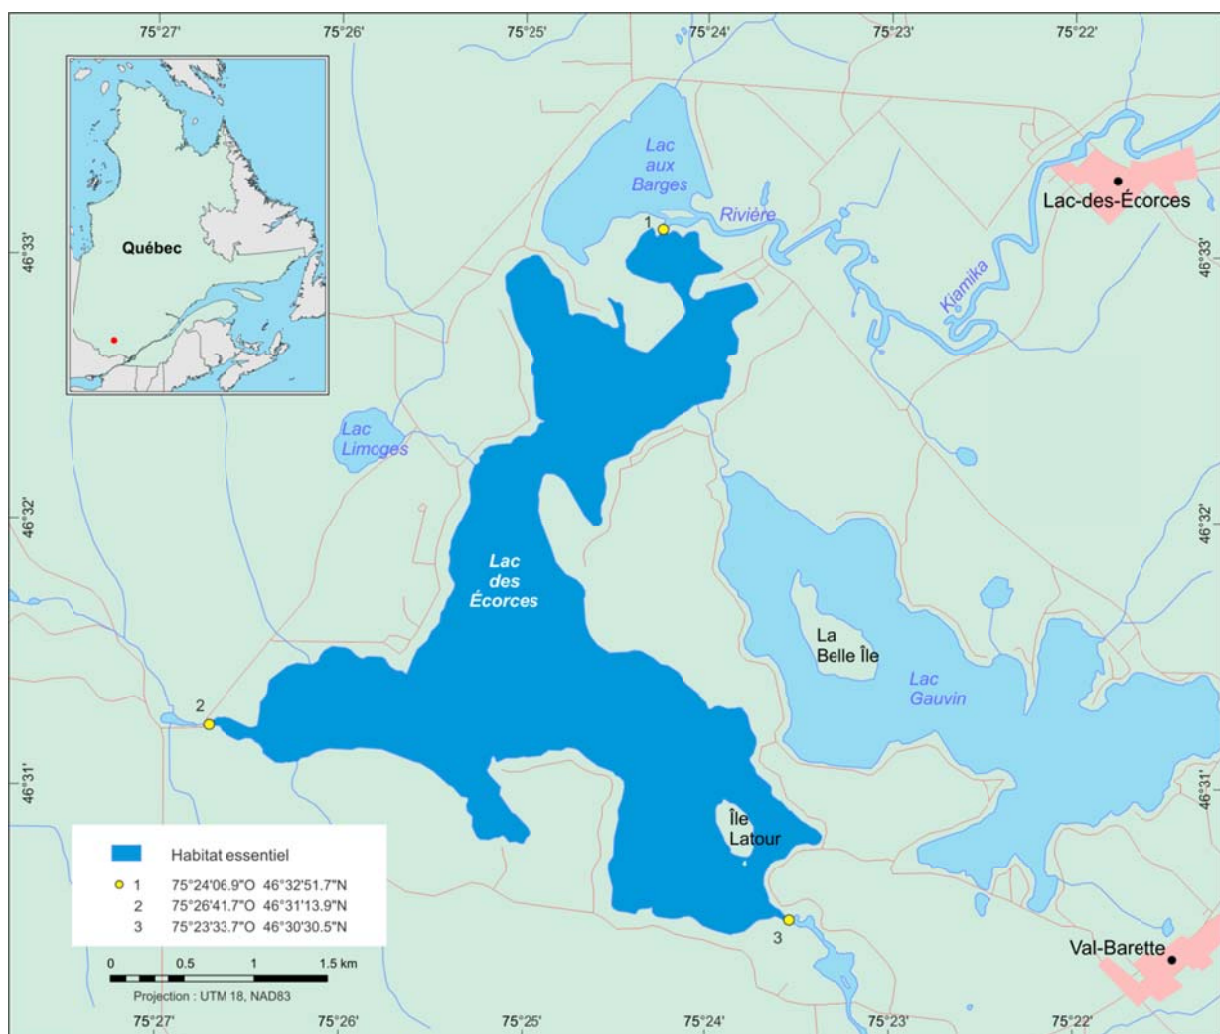 75°27'
75°26'
75°25'
75°24'
75°23'
75°22'
Québec
Lac
aux
Barges
Rivière
Kiamika
Lac-des-Écorces
1
46°33'
46°33'
Lac
Limoges
46°32'
46°32'
Lac
des
Écorces
La
Belle Île
Lac
Gauvin
2
46°31'
46°31'
Île
Latour
3
Val-Barette
Habitat essentiel
1 75°24'06.9"O 46°32'51.7"N
2 75°26'41.7"O 46°31'13.9"N
3 75°23'33.7"O 46°30'30.5"N
0 0.5 1 1.5 km
Projection : UTM 18, NAD83
75°27'
75°26'
75°25'
75°24'
75°23'
75°22'